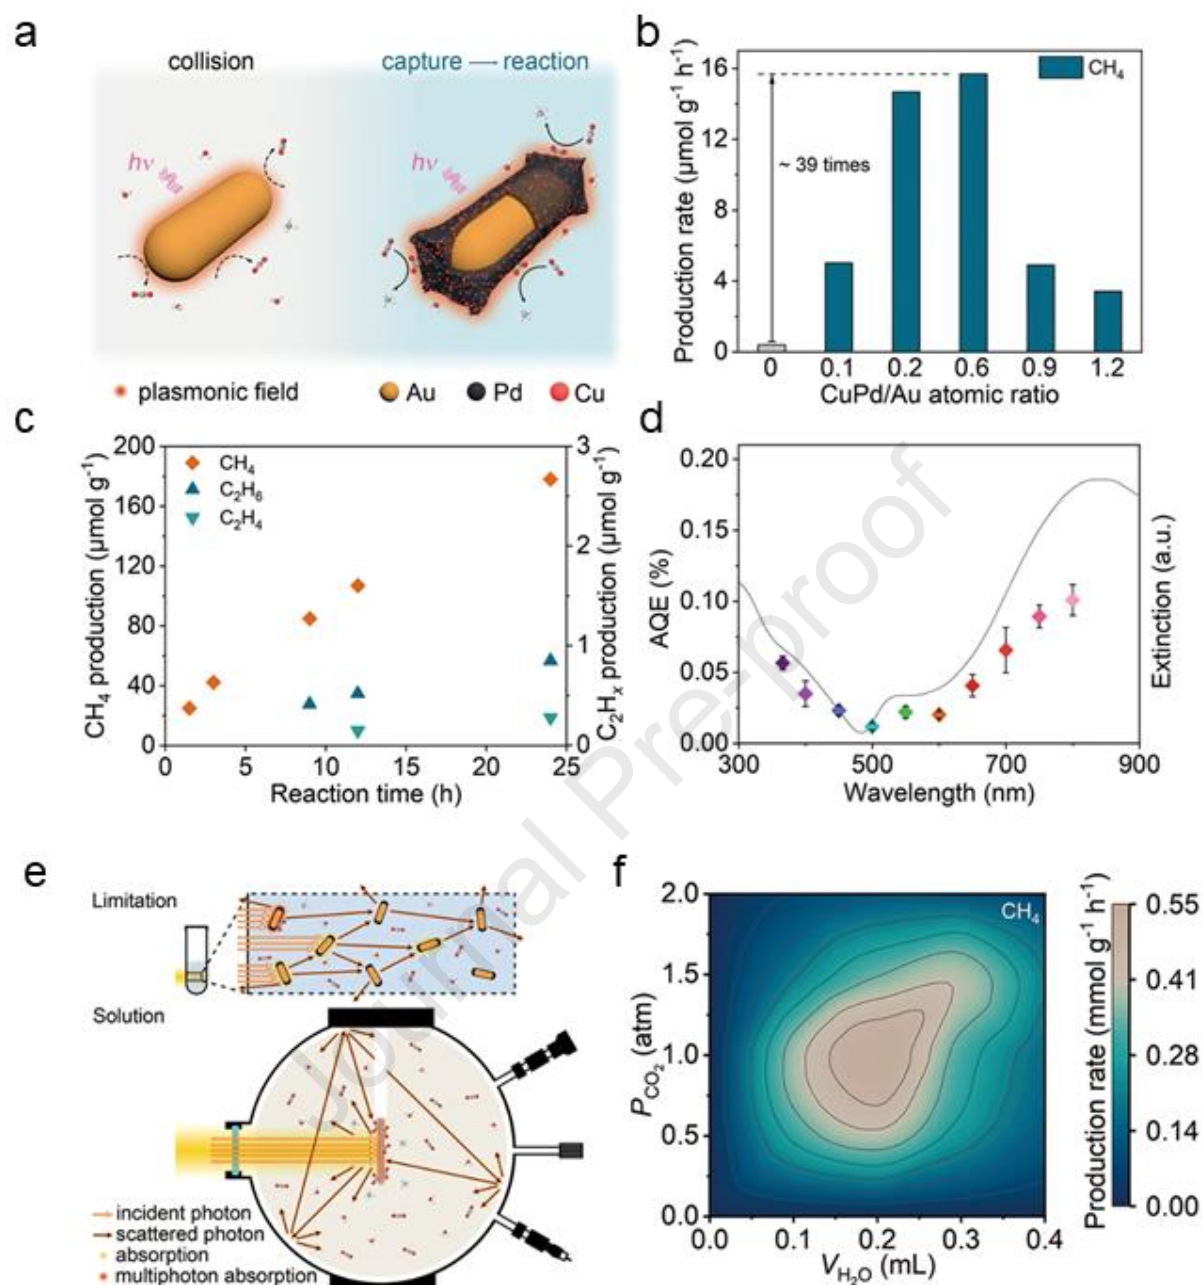 a
collision
capture — reaction
hν
hν
plasmonic field
Au
Pd
Cu
b
Production rate (μmol g⁻¹ h⁻¹)
16
12
8
4
0
CH₄
~ 39 times
0
0.1
0.2
0.6
0.9
1.2
CuPd/Au atomic ratio
c
CH₄ production (μmol g⁻¹)
200
160
120
80
40
0
CH₄
C₂H₆
C₂H₄
3
2
1
0
C₂Hₓ production (μmol g⁻¹)
0
5
10
15
20
25
Reaction time (h)
d
AQE (%)
0.20
0.15
0.10
0.05
0.00
Extinction (a.u.)
300
500
700
900
Wavelength (nm)
Journal Pre-proof
e
Limitation
Solution
incident photon
scattered photon
absorption
multiphoton absorption
f
P_CO₂ (atm)
2.0
1.5
1.0
0.5
0.0
CH₄
0.0
0.1
0.2
0.3
0.4
V_H₂O (mL)
Production rate (mmol g⁻¹ h⁻¹)
0.55
0.41
0.28
0.14
0.00